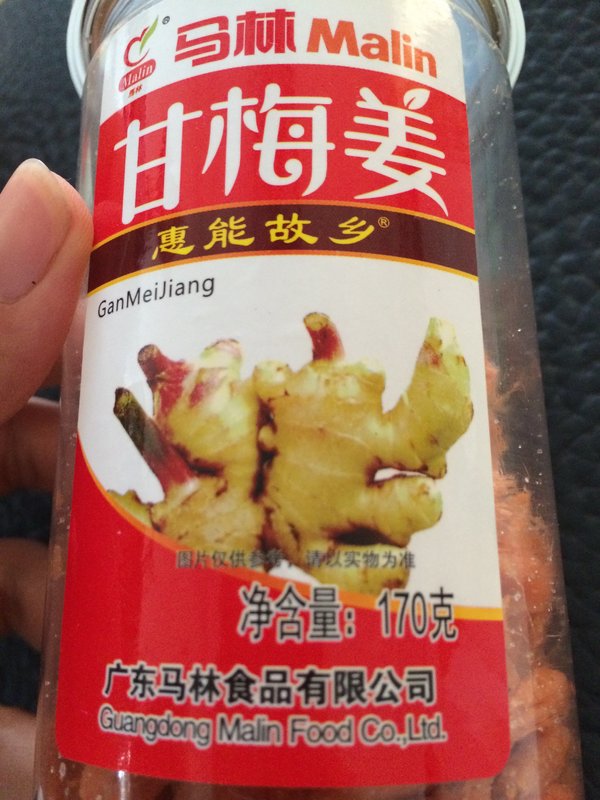 Malin
马林
®
马林 Malin
甘梅姜
惠能故乡®
GanMeiJiang
图片仅供参考，请以实物为准
净含量：170克
广东马林食品有限公司
Guangdong Malin Food Co.,Ltd.